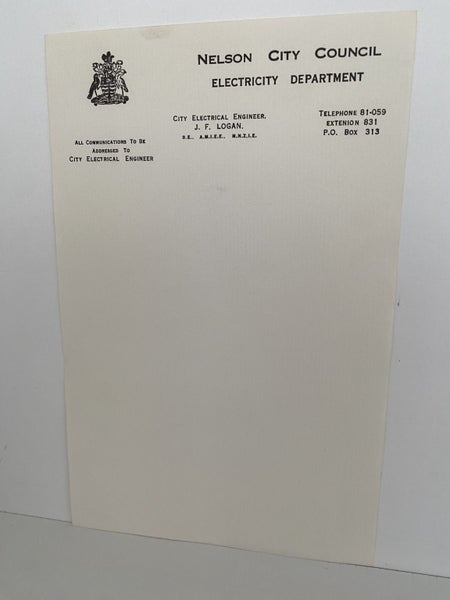 NELSON CITY COUNCIL
ELECTRICITY DEPARTMENT
CITY ELECTRICAL ENGINEER,
J. F. LOGAN,
B.E., A.M.I.E.E., M.N.Z.I.E.
TELEPHONE 81-059
EXTENION 831
P.O. BOX 313
ALL COMMUNICATIONS TO BE
ADDRESSED TO
CITY ELECTRICAL ENGINEER